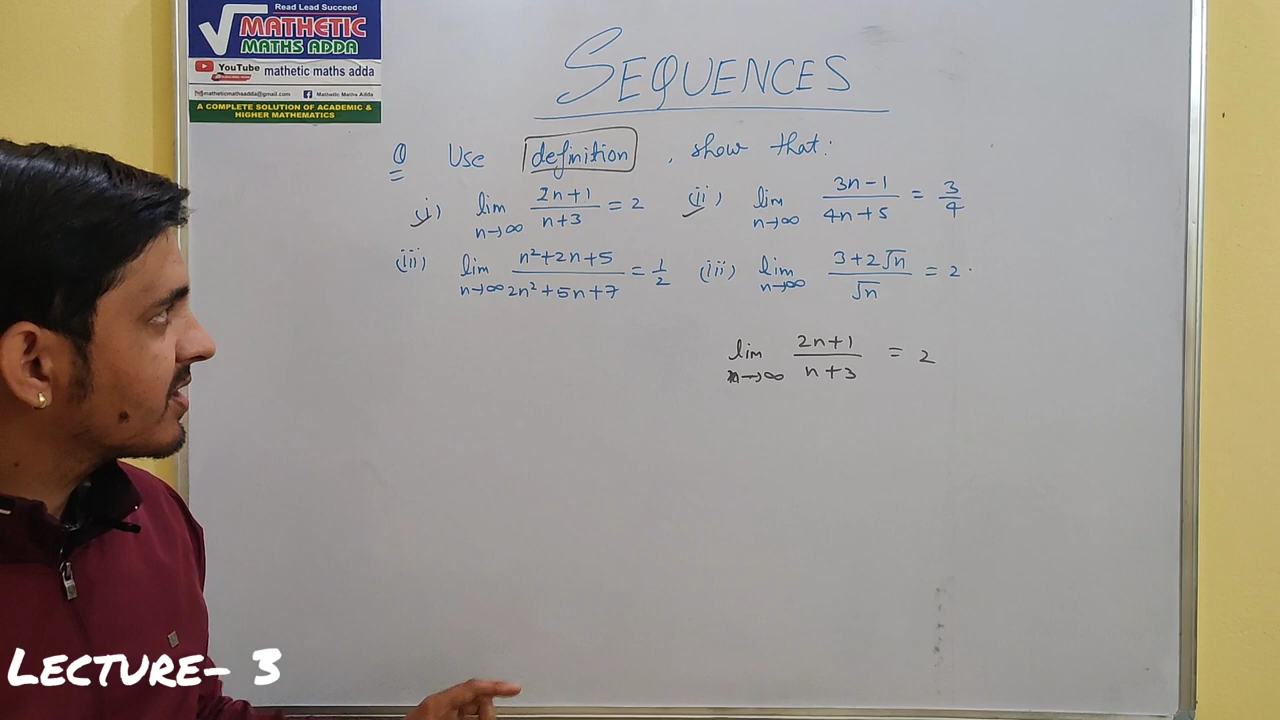 Read Lead Succeed
MATHETIC
MATHS ADDA
YouTube mathetic maths adda
matheticmathsadda@gmail.com Mathetic Maths Adda
A COMPLETE SOLUTION OF ACADEMIC &
HIGHER MATHEMATICS
SEQUENCES
Q Use definition, show that:
(i) lim n→∞ (2n+1)/(n+3) = 2 (ii) lim n→∞ (3n-1)/(4n+5) = 3/4
(iii) lim n→∞ (n²+2n+5)/(2n²+5n+7) = 1/2 (iii) lim n→∞ (3+2√n)/√n = 2.
lim n→∞ (2n+1)/(n+3) = 2
LECTURE- 3